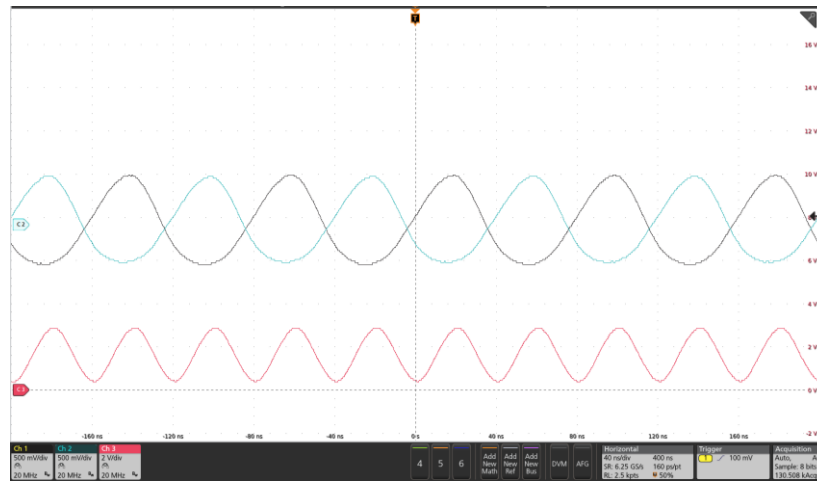 T
16 V
14 V
12 V
10 V
C2
6 V
4 V
2 V
C3
0 V
-160 ns -120 ns -80 ns -40 ns 0 s 40 ns 80 ns 120 ns 160 ns
-2 V
Ch 1 Ch 2 Ch 3 Add Add Add Horizontal Trigger Acquisition
500 mV/div 500 mV/div 2 V/div 4 5 6 New New New DVM AFG 40 ns/div 400 ns 1 100 mV Auto, A
Math Ref Bus SR: 6.25 GS/s 160 ps/pt Sample: 8 bits
20 MHz 20 MHz 20 MHz RL: 2.5 kpts 50% 130.508 kAcq